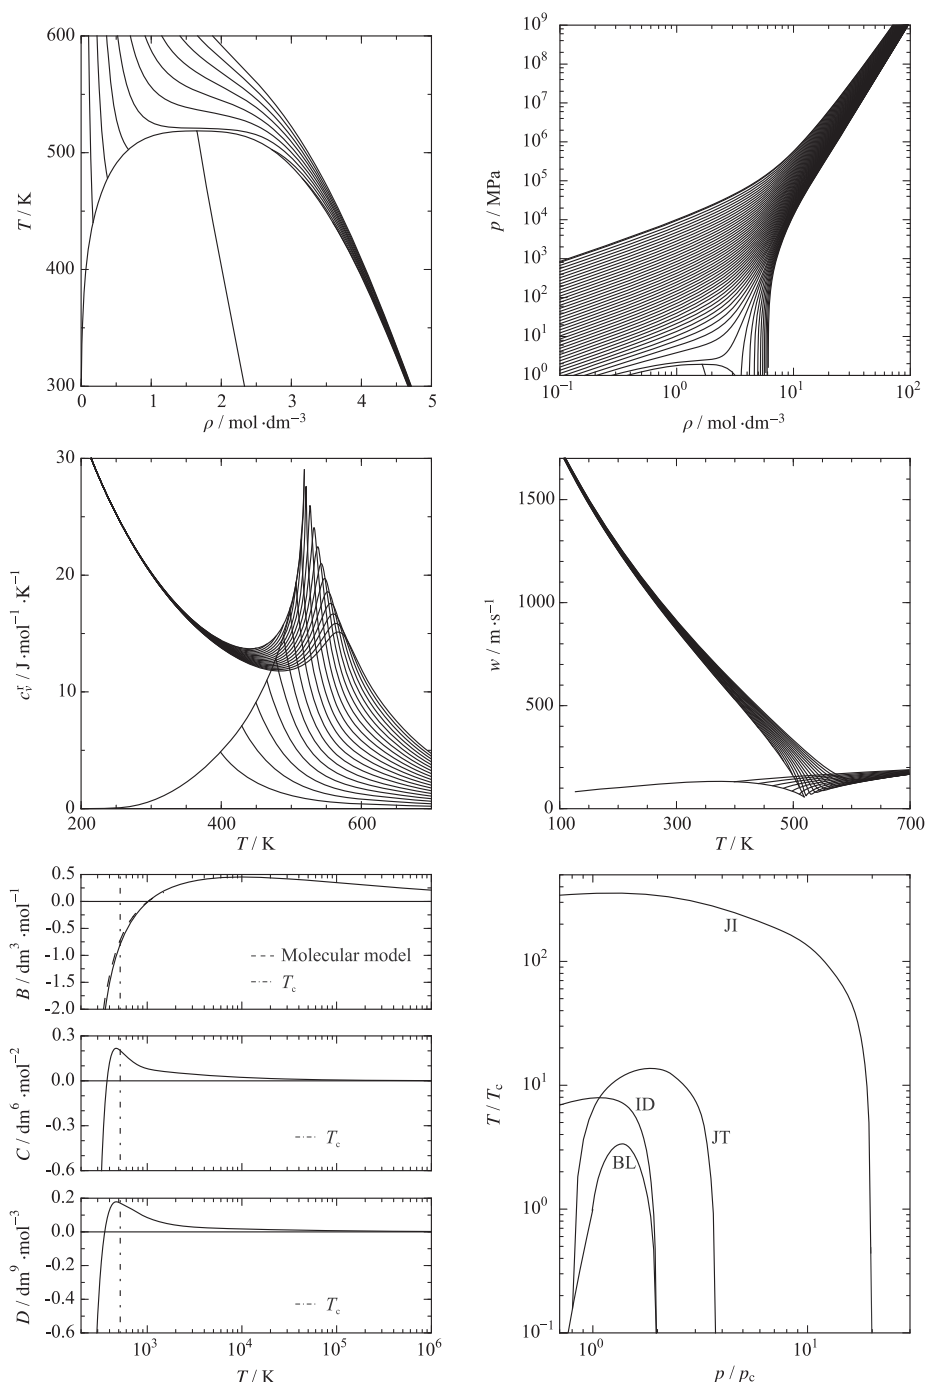 600
500
400
300
T / K
0 1 2 3 4 5
ρ / mol·dm⁻³
10⁹
10⁸
10⁷
10⁶
10⁵
10⁴
10³
10²
10¹
10⁰
p / MPa
10⁻¹ 10⁰ 10¹ 10²
ρ / mol·dm⁻³
30
20
10
0
cᵥʳ / J·mol⁻¹·K⁻¹
200 400 600
T / K
1500
1000
500
0
w / m·s⁻¹
100 300 500 700
T / K
0.5
0.0
-0.5
-1.0
-1.5
-2.0
B / dm³·mol⁻¹
Molecular model
T_c
0.3
0.0
-0.3
-0.6
C / dm⁶·mol⁻²
T_c
0.2
0.0
-0.2
-0.4
-0.6
D / dm⁹·mol⁻³
T_c
10³ 10⁴ 10⁵ 10⁶
T / K
10²
10¹
10⁰
10⁻¹
T / T_c
JI
ID
JT
BL
10⁰ 10¹
p / p_c